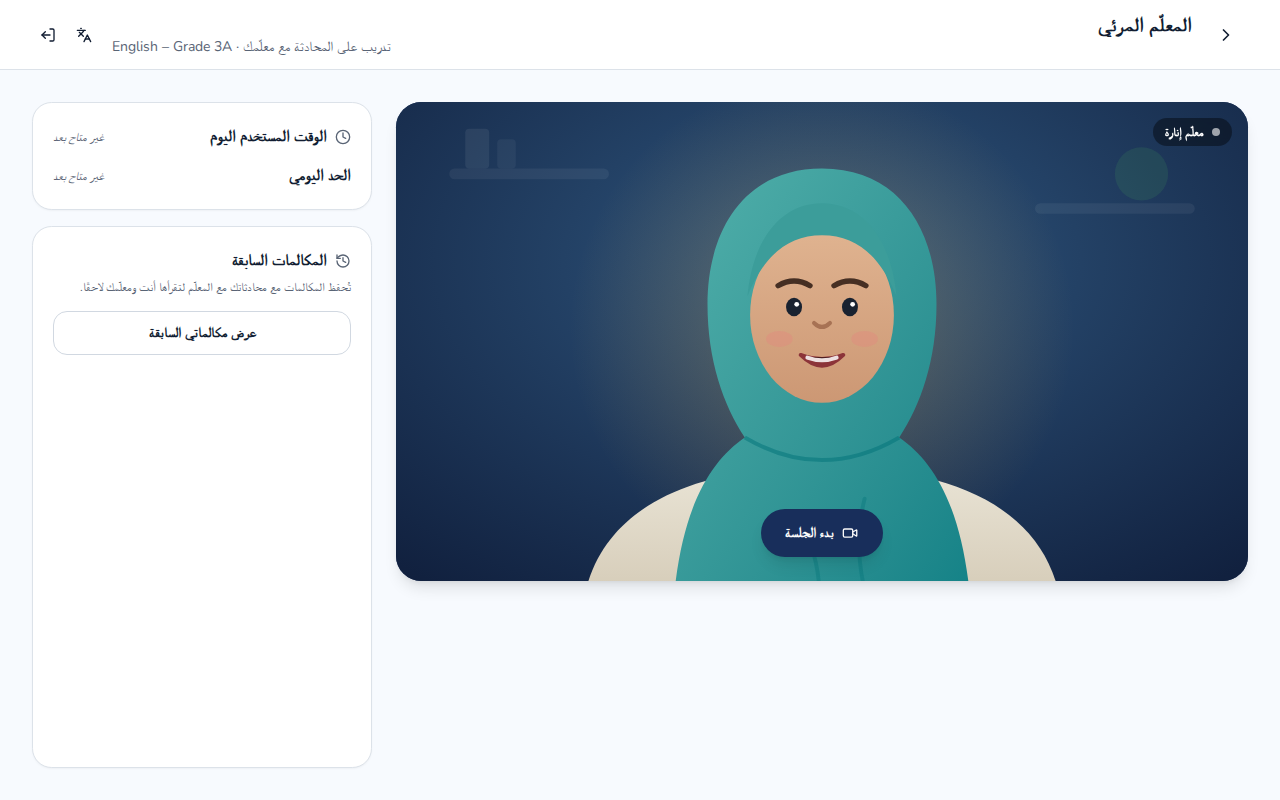 المعلّم المرئي
تدريب على المحادثة مع معلّمك · English – Grade 3A
معلّم إنارة
بدء الجلسة
الوقت المستخدم اليوم
غير متاح بعد
الحد اليومي
غير متاح بعد
المكالمات السابقة
تُحفظ المكالمات مع محادثاتك مع المعلّم لتقرأها أنت ومعلّمك لاحقًا.
عرض مكالماتي السابقة